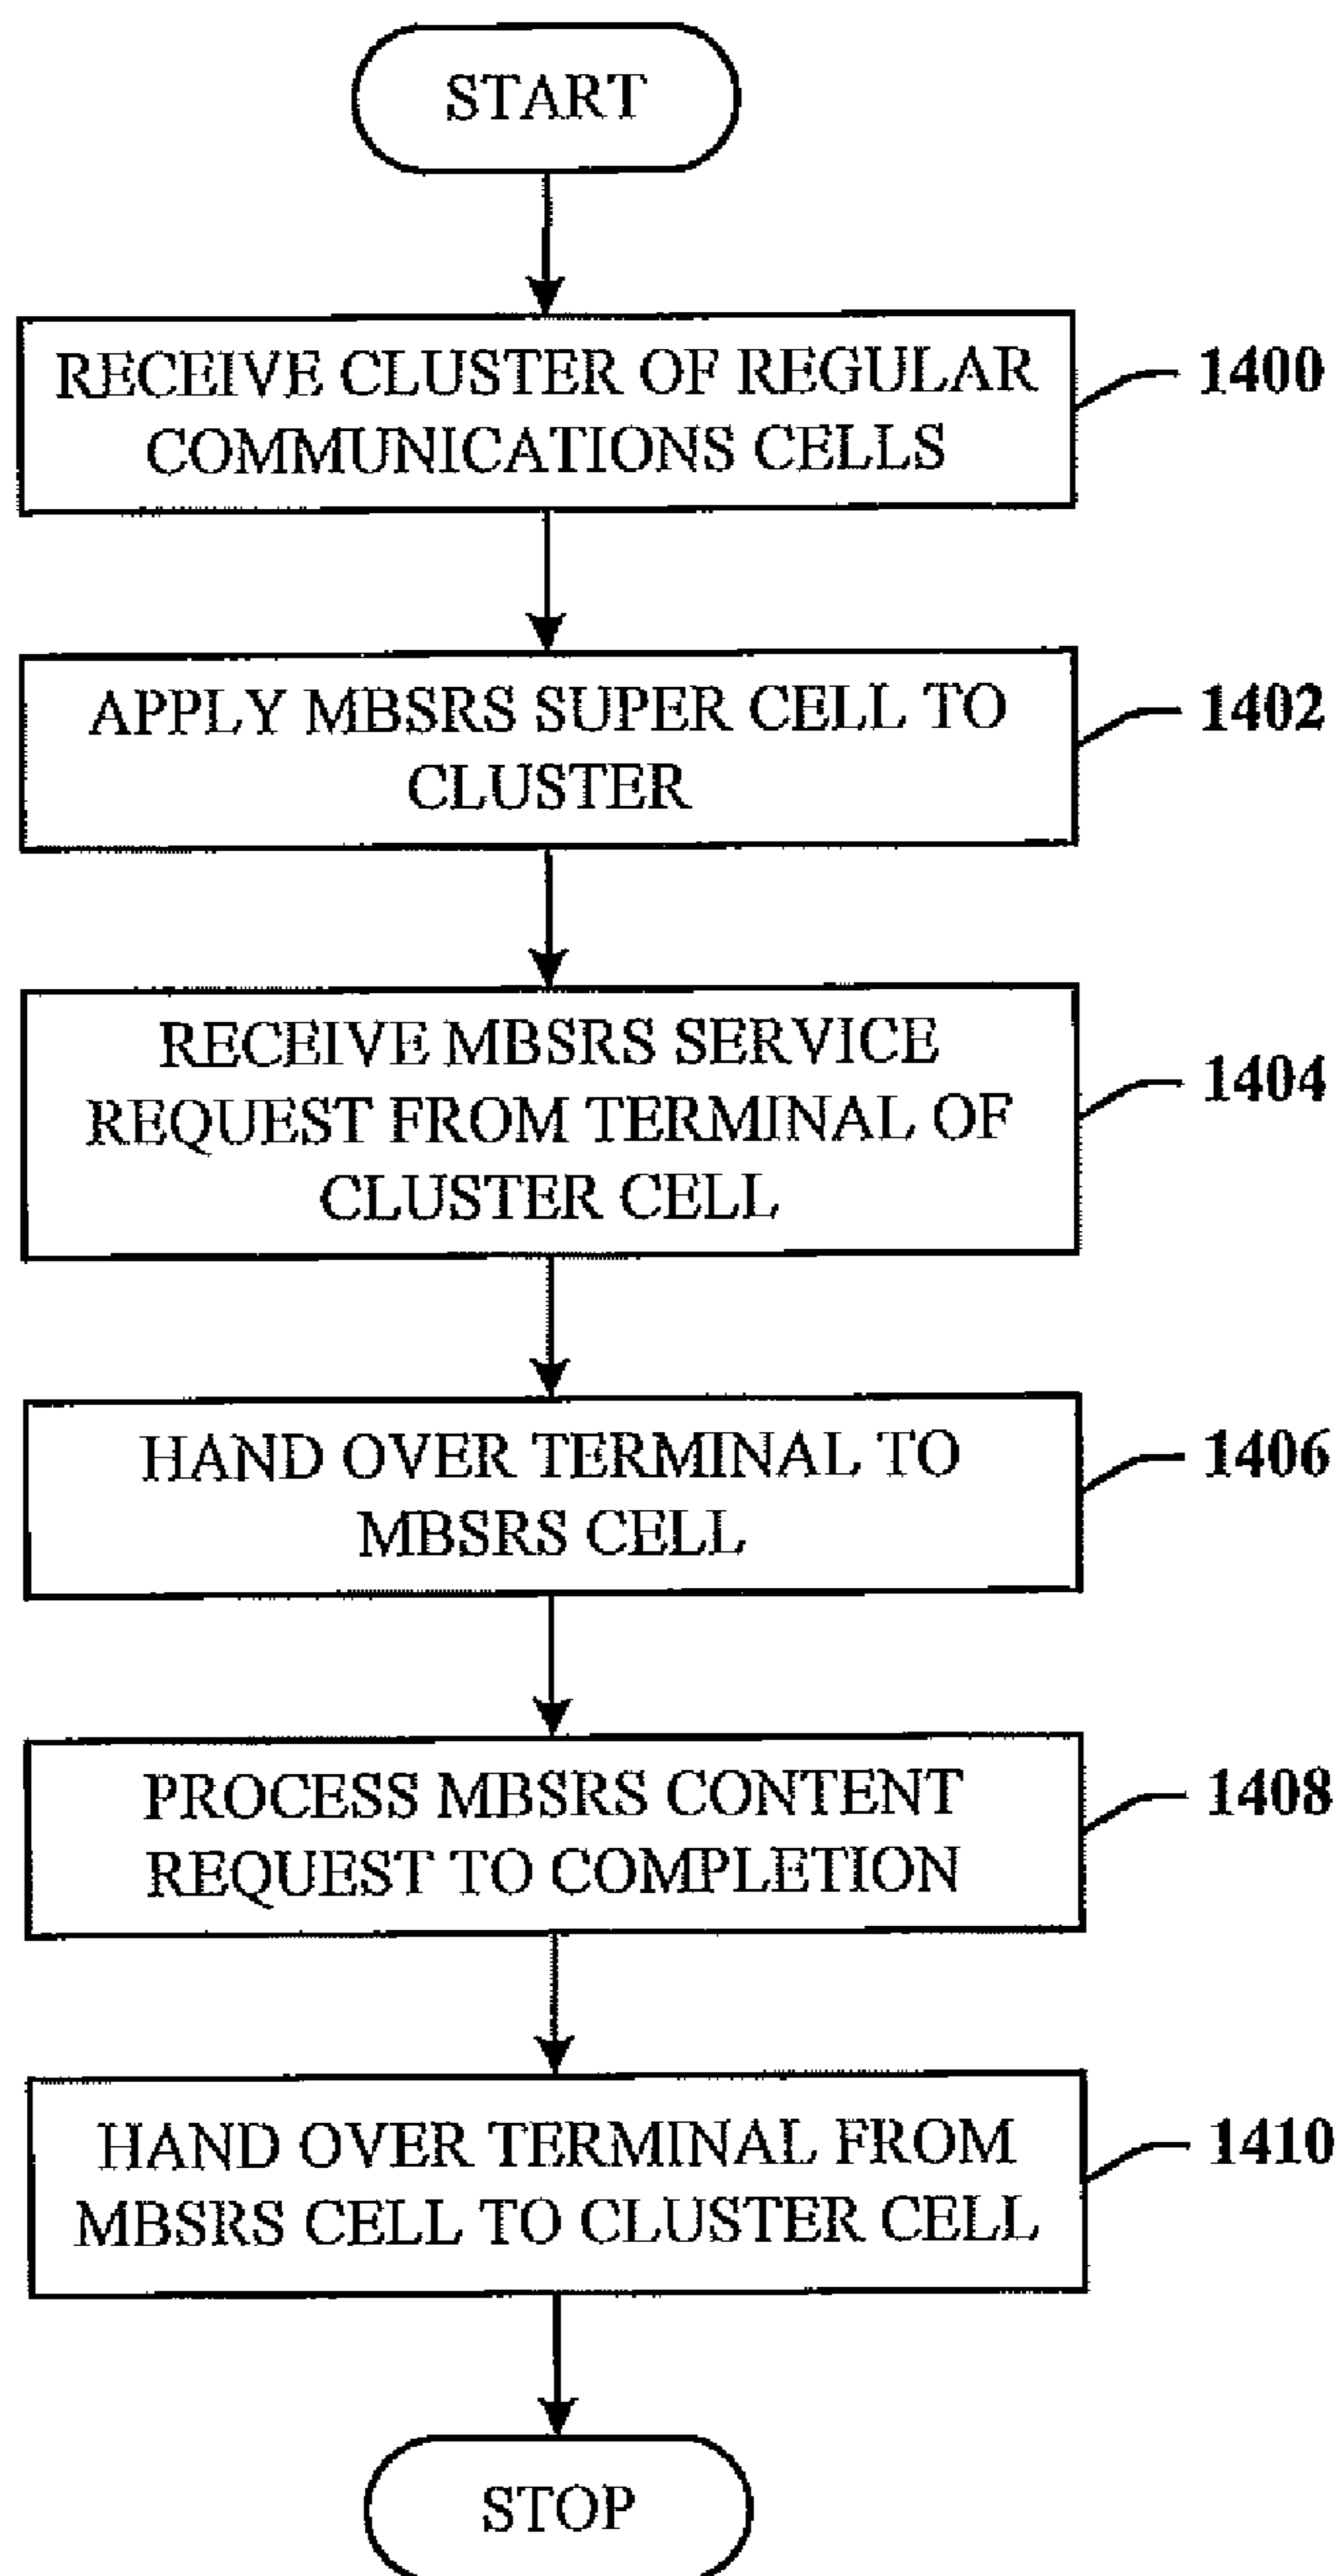 START
RECEIVE CLUSTER OF REGULAR
COMMUNICATIONS CELLS
1400
APPLY MBSRS SUPER CELL TO
CLUSTER
1402
RECEIVE MBSRS SERVICE
REQUEST FROM TERMINAL OF
CLUSTER CELL
1404
HAND OVER TERMINAL TO
MBSRS CELL
1406
PROCESS MBSRS CONTENT
REQUEST TO COMPLETION
1408
HAND OVER TERMINAL FROM
MBSRS CELL TO CLUSTER CELL
1410
STOP